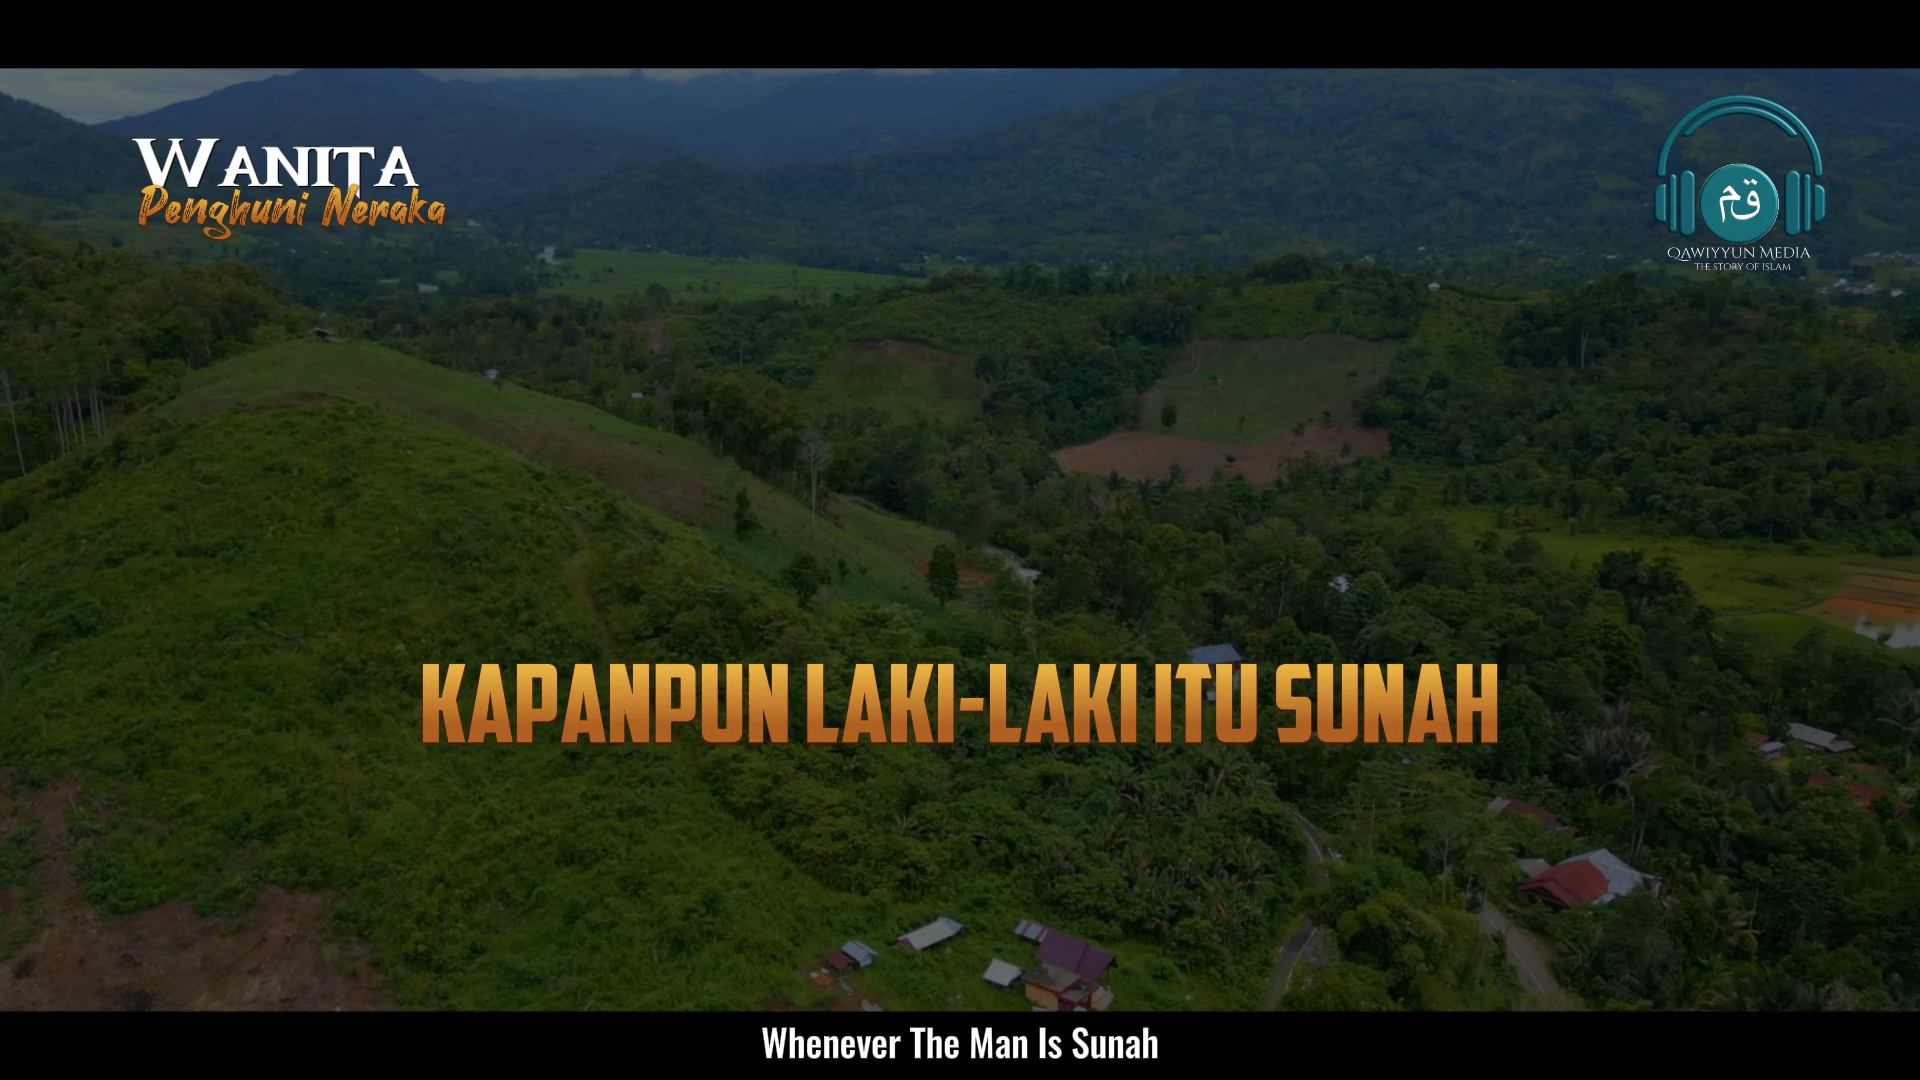 WANITA
Penghuni Neraka
قم
QAWIYYUN MEDIA
THE STORY OF ISLAM
KAPANPUN LAKI-LAKI ITU SUNAH
Whenever The Man Is Sunah